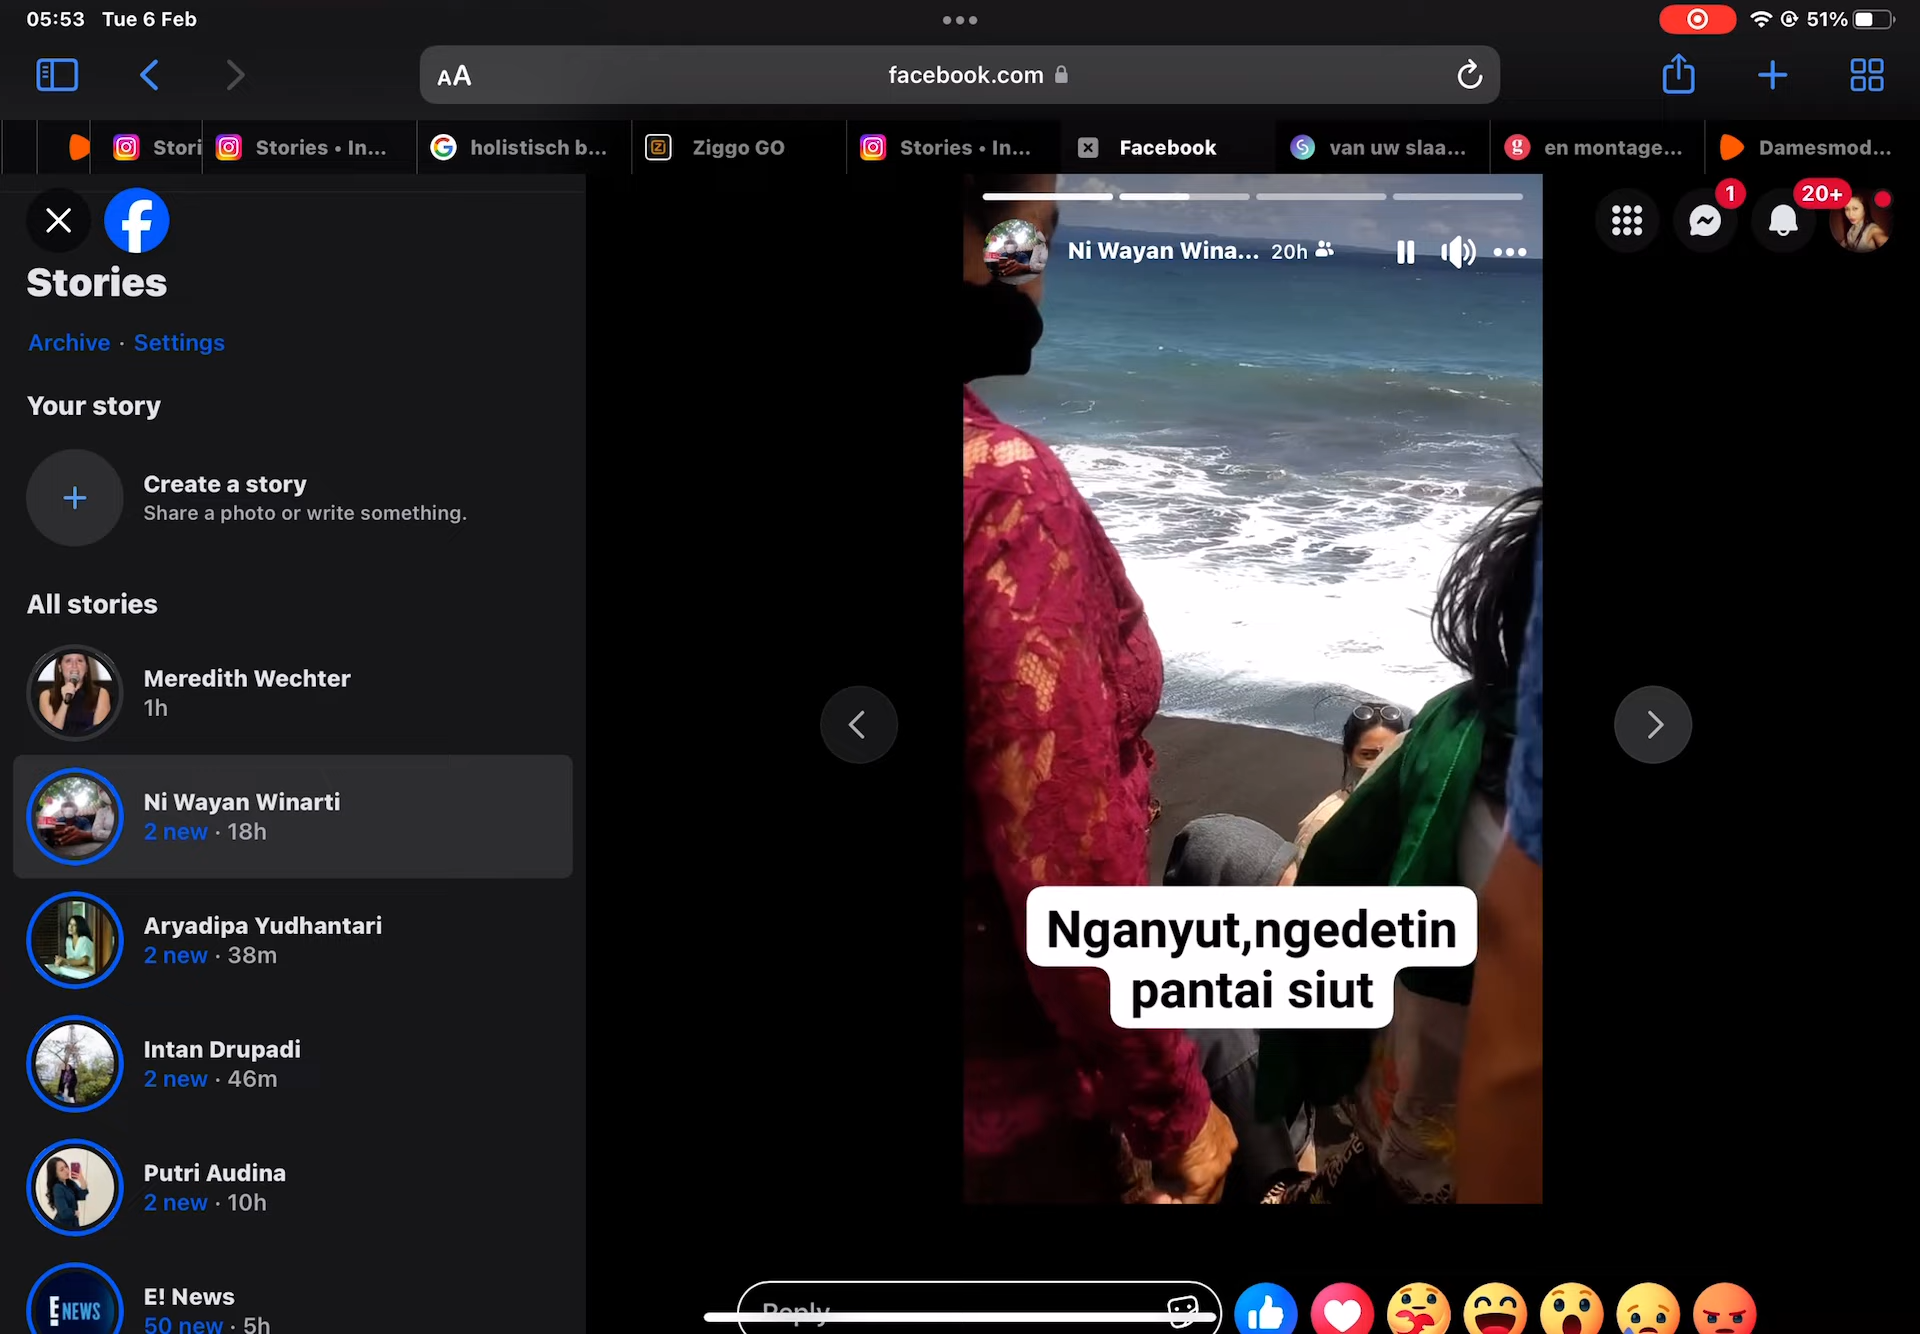 05:53 Tue 6 Feb
51%
AA
facebook.com
Stori
Stories • In...
holistisch b...
Ziggo GO
Stories • In...
Facebook
van uw slaa...
en montage...
Damesmod...
1
20+
Stories
Archive · Settings
Your story
Create a story
Share a photo or write something.
All stories
Meredith Wechter
1h
Ni Wayan Winarti
2 new · 18h
Aryadipa Yudhantari
2 new · 38m
Intan Drupadi
2 new · 46m
Putri Audina
2 new · 10h
E! News
50 new · 5h
E NEWS
Ni Wayan Wina... 20h
Nganyut,ngedetin
pantai siut
Reply